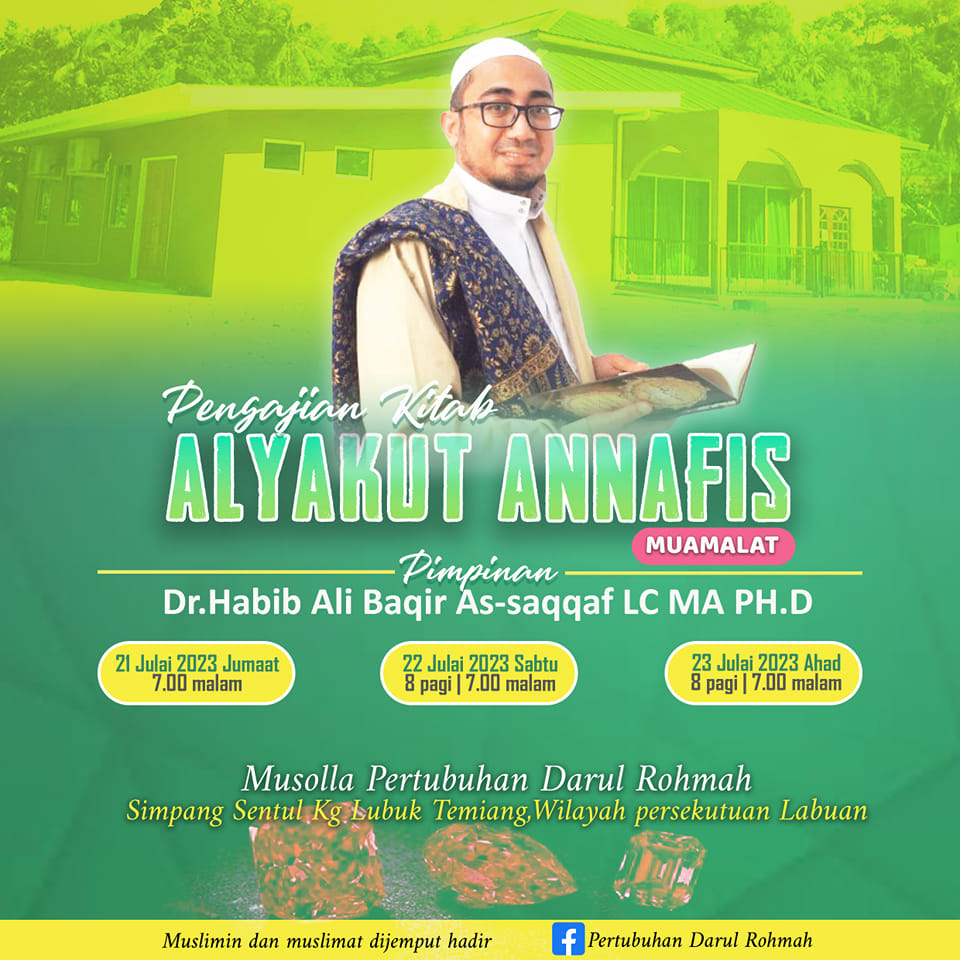 Pengajian Kitab
ALYAKUT ANNAFIS
MUAMALAT
Pimpinan
Dr.Habib Ali Baqir As-saqqaf LC MA PH.D
21 Julai 2023 Jumaat
7.00 malam
22 Julai 2023 Sabtu
8 pagi | 7.00 malam
23 Julai 2023 Ahad
8 pagi | 7.00 malam
Musolla Pertubuhan Darul Rohmah
Simpang Sentul Kg.Lubuk Temiang,Wilayah persekutuan Labuan
Muslimin dan muslimat dijemput hadir
Pertubuhan Darul Rohmah